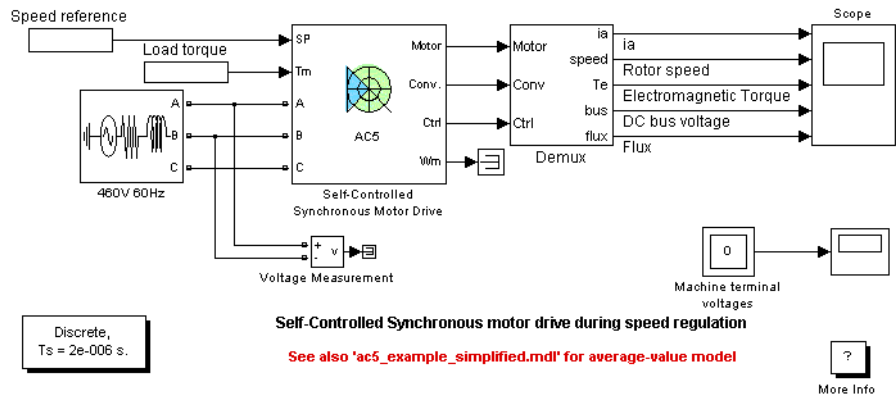 Speed reference
Scope
Load torque
SP
Tm
A
B
C
Motor
Conv.
Ctrl
Wm
AC5
Motor
Conv
Ctrl
ia
speed
Te
bus
flux
ia
Rotor speed
Electromagnetic Torque
DC bus voltage
Flux
Demux
A
B
C
460V 60Hz
Self-Controlled
Synchronous Motor Drive
+
-
v
Voltage Measurement
0
Machine terminal
voltages
Discrete,
Ts = 2e-006 s.
Self-Controlled Synchronous motor drive during speed regulation
See also 'ac5_example_simplified.mdl' for average-value model
?
More Info